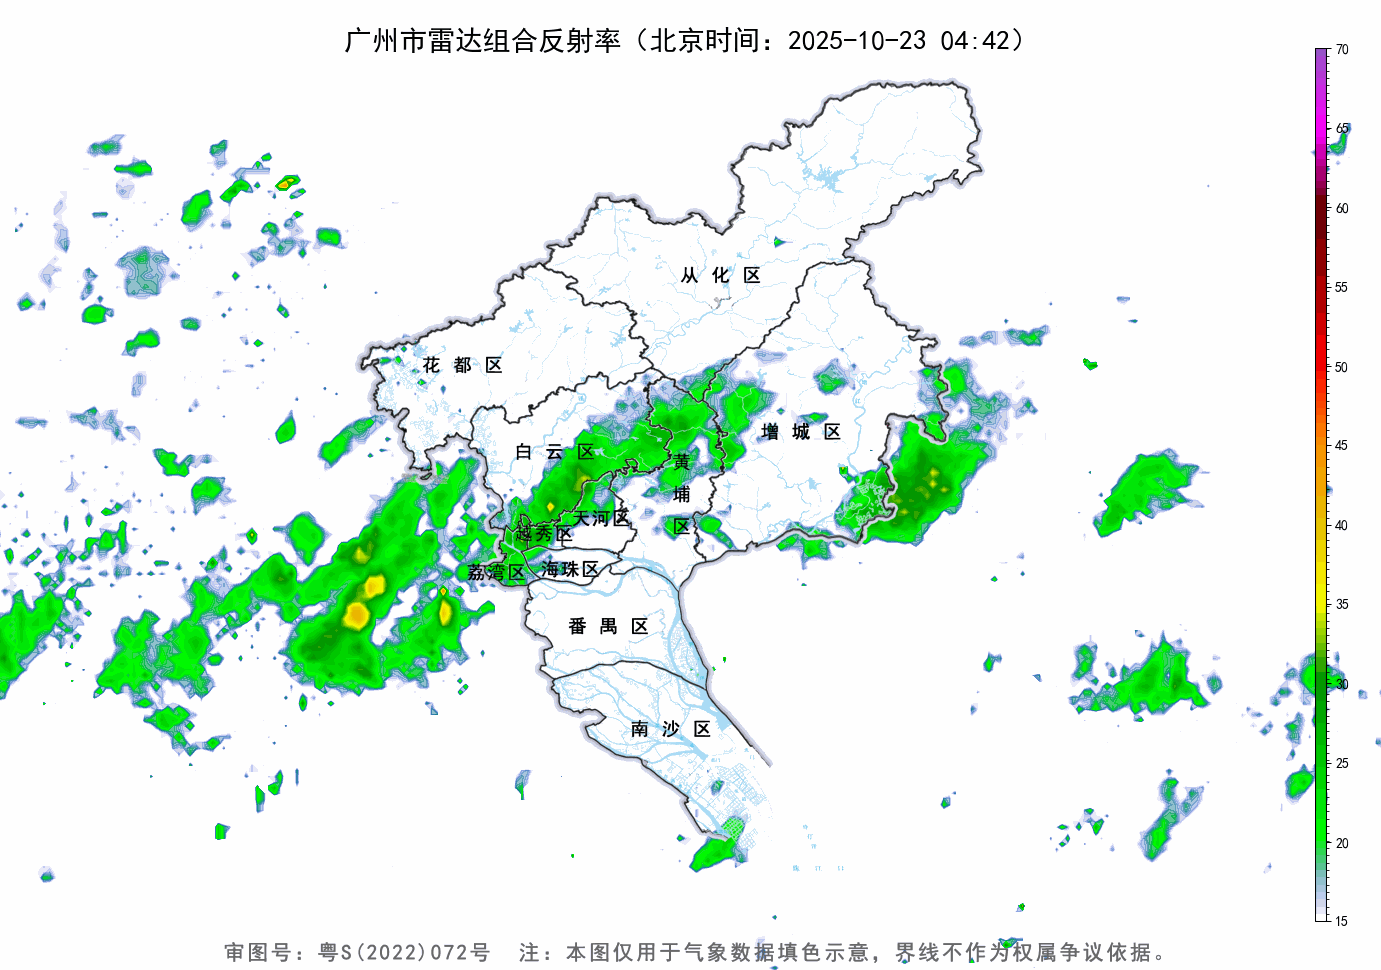 广州市雷达组合反射率（北京时间：2025-10-23 04:42）
70
65
60
55
50
45
40
35
30
25
20
15
从化区
花都区
增城区
白云区
黄埔区
天河区
越秀区
海珠区
荔湾区
番禺区
南沙区
审图号：粤S(2022)072号 注：本图仅用于气象数据填色示意，界线不作为权属争议依据。